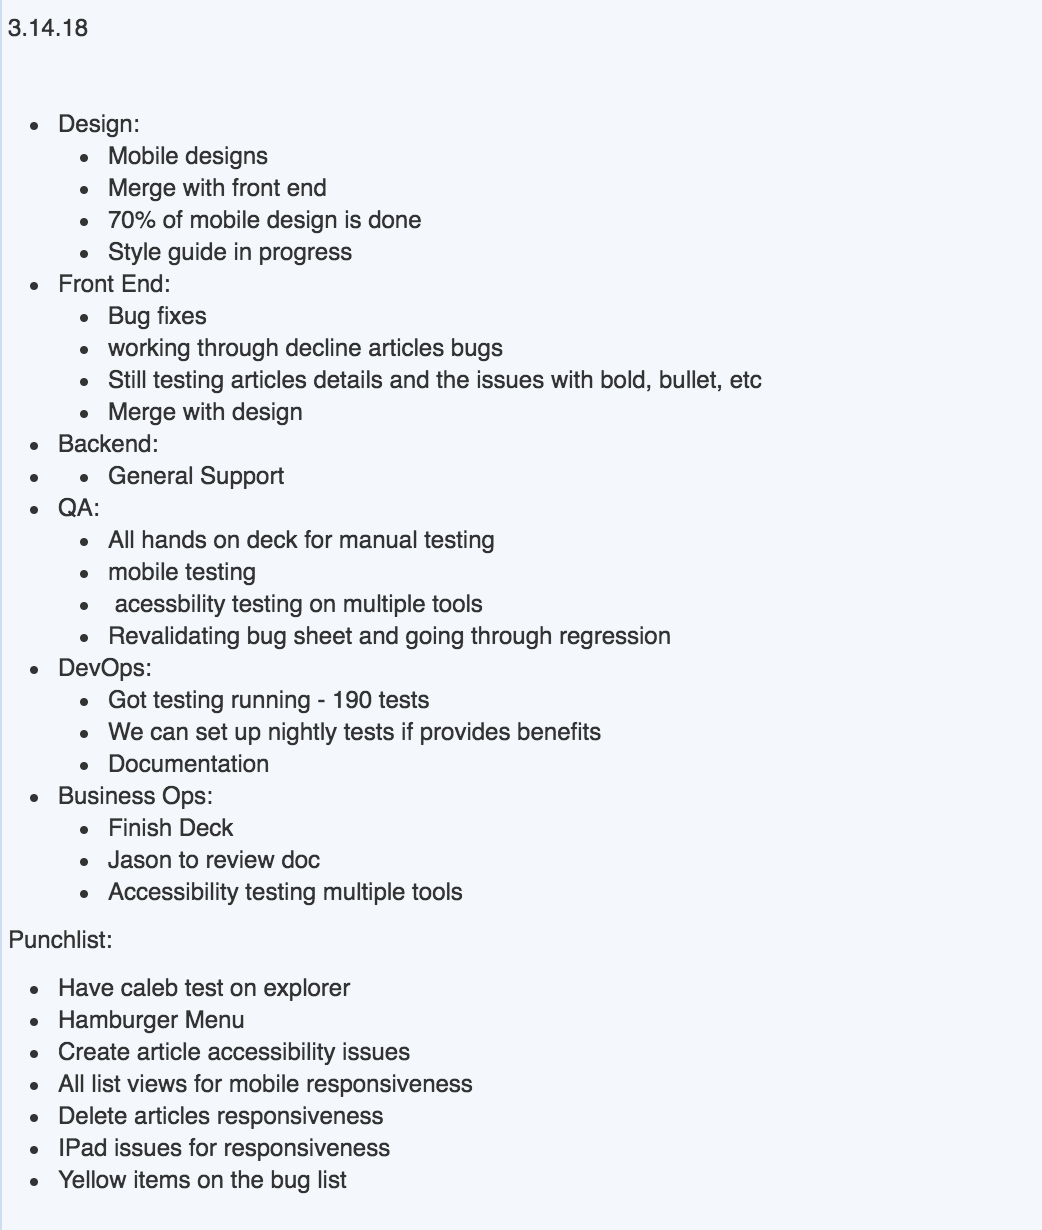 3.14.18
Design:
Mobile designs
Merge with front end
70% of mobile design is done
Style guide in progress
Front End:
Bug fixes
working through decline articles bugs
Still testing articles details and the issues with bold, bullet, etc
Merge with design
Backend:
General Support
QA:
All hands on deck for manual testing
mobile testing
acessbility testing on multiple tools
Revalidating bug sheet and going through regression
DevOps:
Got testing running - 190 tests
We can set up nightly tests if provides benefits
Documentation
Business Ops:
Finish Deck
Jason to review doc
Accessibility testing multiple tools
Punchlist:
Have caleb test on explorer
Hamburger Menu
Create article accessibility issues
All list views for mobile responsiveness
Delete articles responsiveness
IPad issues for responsiveness
Yellow items on the bug list